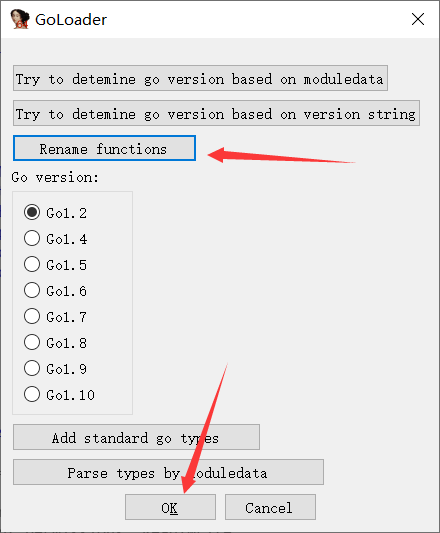 GoLoader
Try to detemine go version based on moduledata
Try to detemine go version based on version string
Rename functions
Go version:
Go1.2
Go1.4
Go1.5
Go1.6
Go1.7
Go1.8
Go1.9
Go1.10
Add standard go types
Parse types by moduledata
OK
Cancel